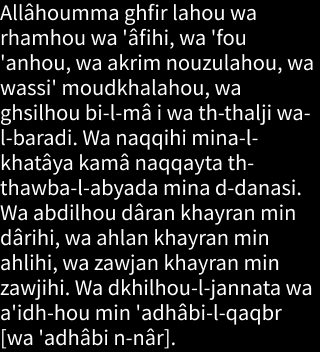 Allâhoumma ghfir lahou wa
rhamhou wa 'âfihi, wa 'fou
'anhou, wa akrim nouzulahou, wa
wassi' moudkhalahou, wa
ghsilhou bi-l-mâ i wa th-thalji wa-
l-baradi. Wa naqqihi mina-l-
khatâya kamâ naqqayta th-
thawba-l-abyada mina d-danasi.
Wa abdilhou dâran khayran min
dârihi, wa ahlan khayran min
ahlihi, wa zawjan khayran min
zawjihi. Wa dkhilhou-l-jannata wa
a'idh-hou min 'adhâbi-l-qaqbr
[wa 'adhâbi n-nâr].